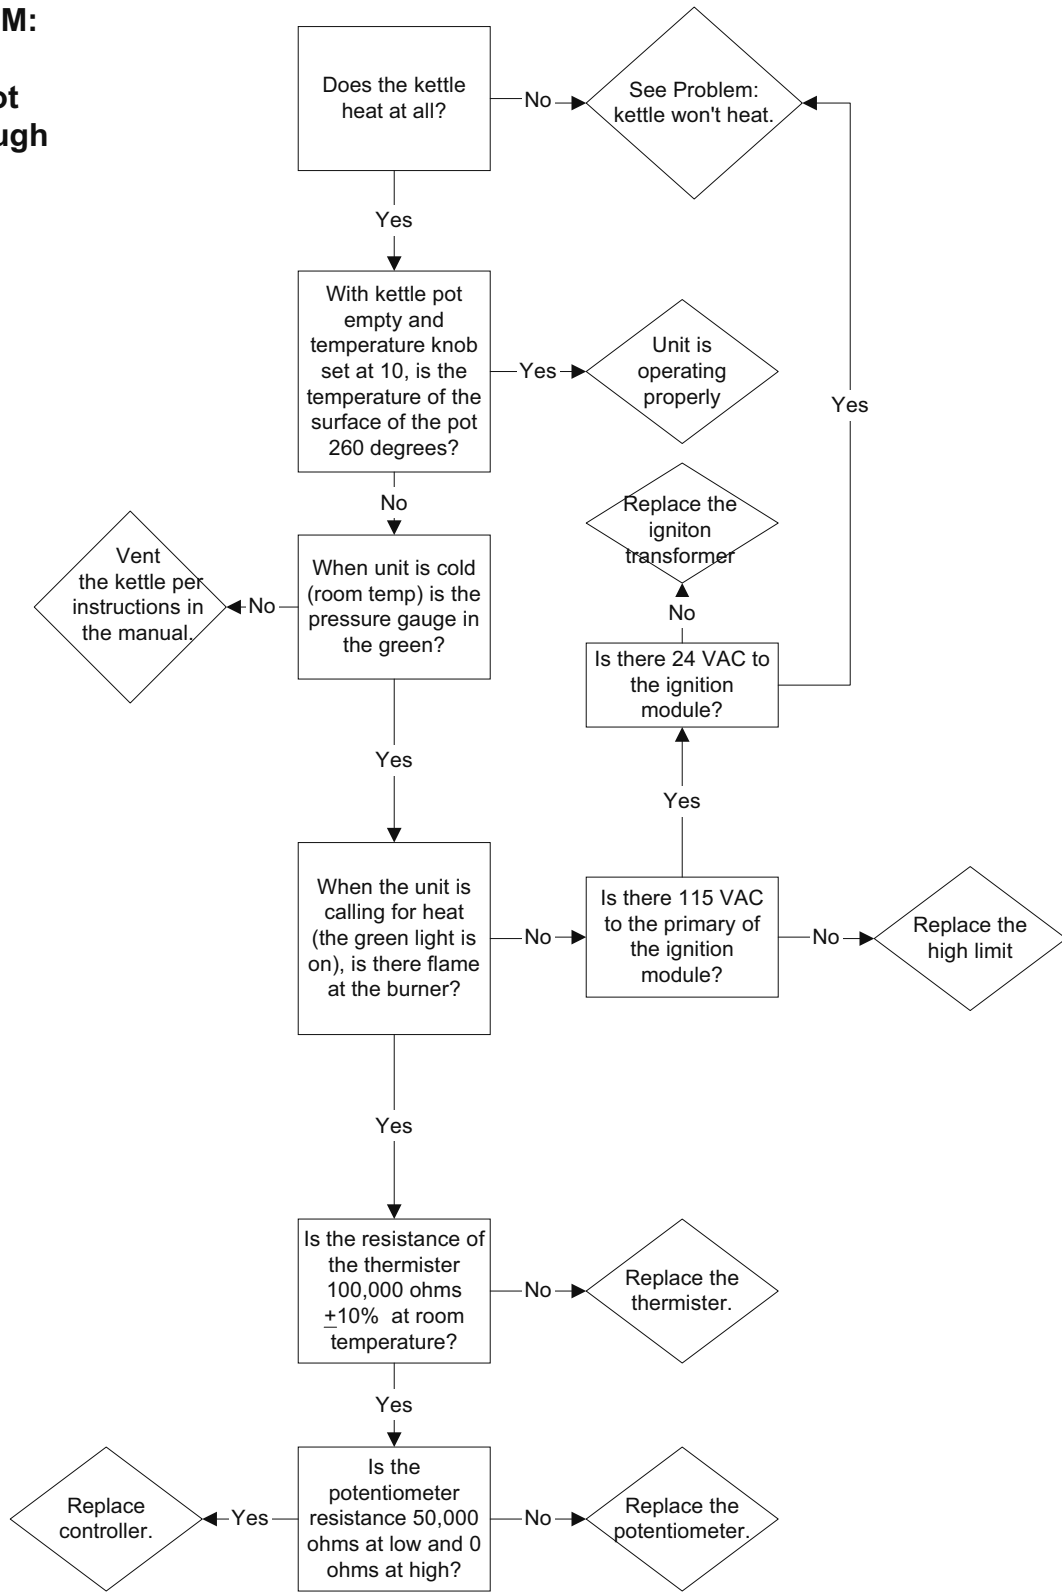 M:
ot
ugh
Does the kettle
heat at all?
No
See Problem:
kettle won't heat.
Yes
With kettle pot
empty and
temperature knob
set at 10, is the
temperature of the
surface of the pot
260 degrees?
Yes
Unit is
operating
properly
Yes
No
Replace the
igniton
transformer
Vent
the kettle per
instructions in
the manual.
No
When unit is cold
(room temp) is the
pressure gauge in
the green?
No
Is there 24 VAC to
the ignition
module?
Yes
Yes
When the unit is
calling for heat
(the green light is
on), is there flame
at the burner?
No
Is there 115 VAC
to the primary of
the ignition
module?
No
Replace the
high limit
Yes
Is the resistance of
the thermister
100,000 ohms
±10% at room
temperature?
No
Replace the
thermister.
Yes
Replace
controller.
Yes
Is the
potentiometer
resistance 50,000
ohms at low and 0
ohms at high?
No
Replace the
potentiometer.